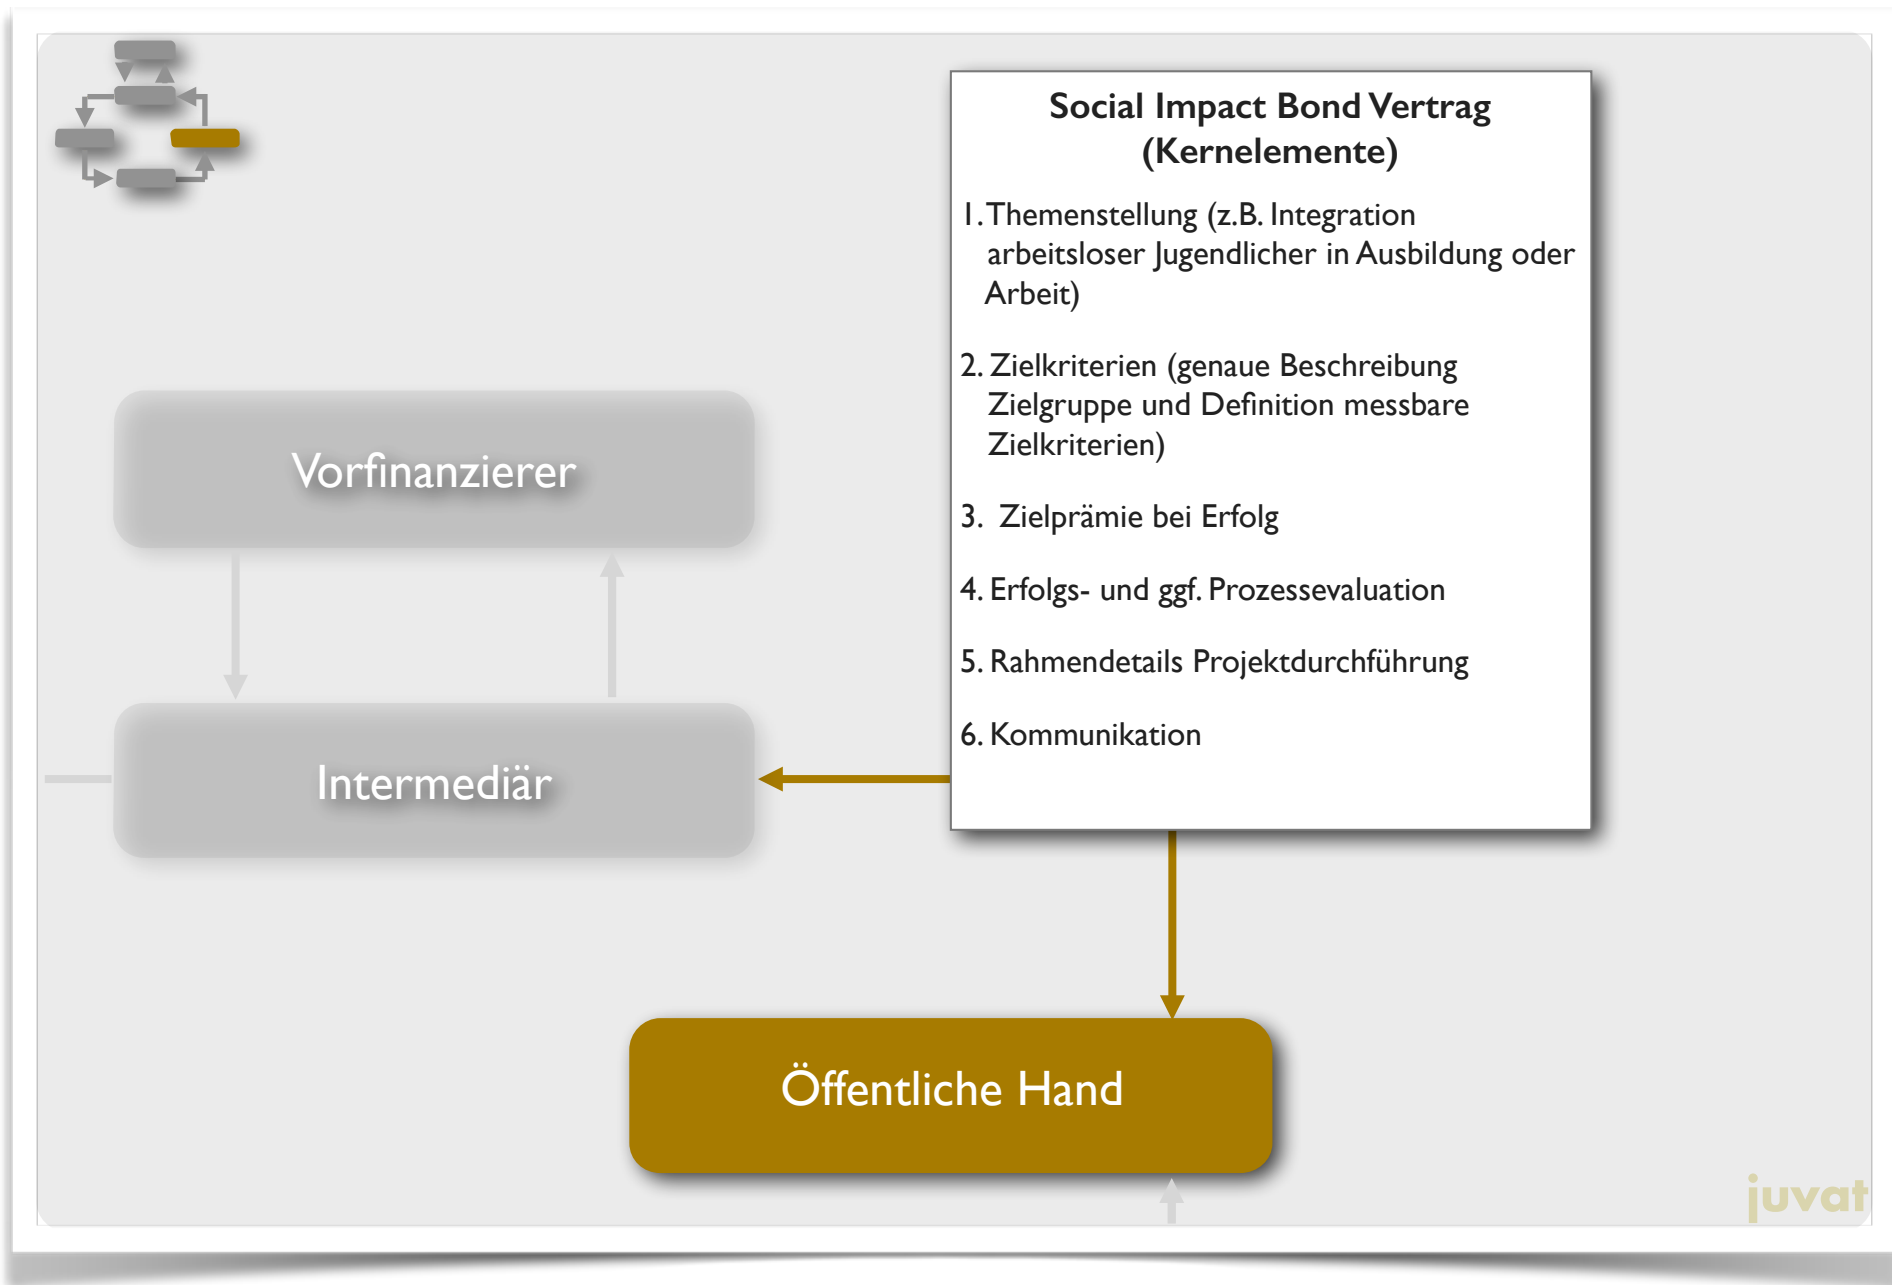 Social Impact Bond Vertrag
(Kernelemente)
1. Themenstellung (z.B. Integration
arbeitsloser Jugendlicher in Ausbildung oder
Arbeit)
2. Zielkriterien (genaue Beschreibung
Zielgruppe und Definition messbare
Zielkriterien)
3. Zielprämie bei Erfolg
4. Erfolgs- und ggf. Prozessevaluation
5. Rahmendetails Projektdurchführung
6. Kommunikation
Vorfinanzierer
Intermediär
Öffentliche Hand
juvat